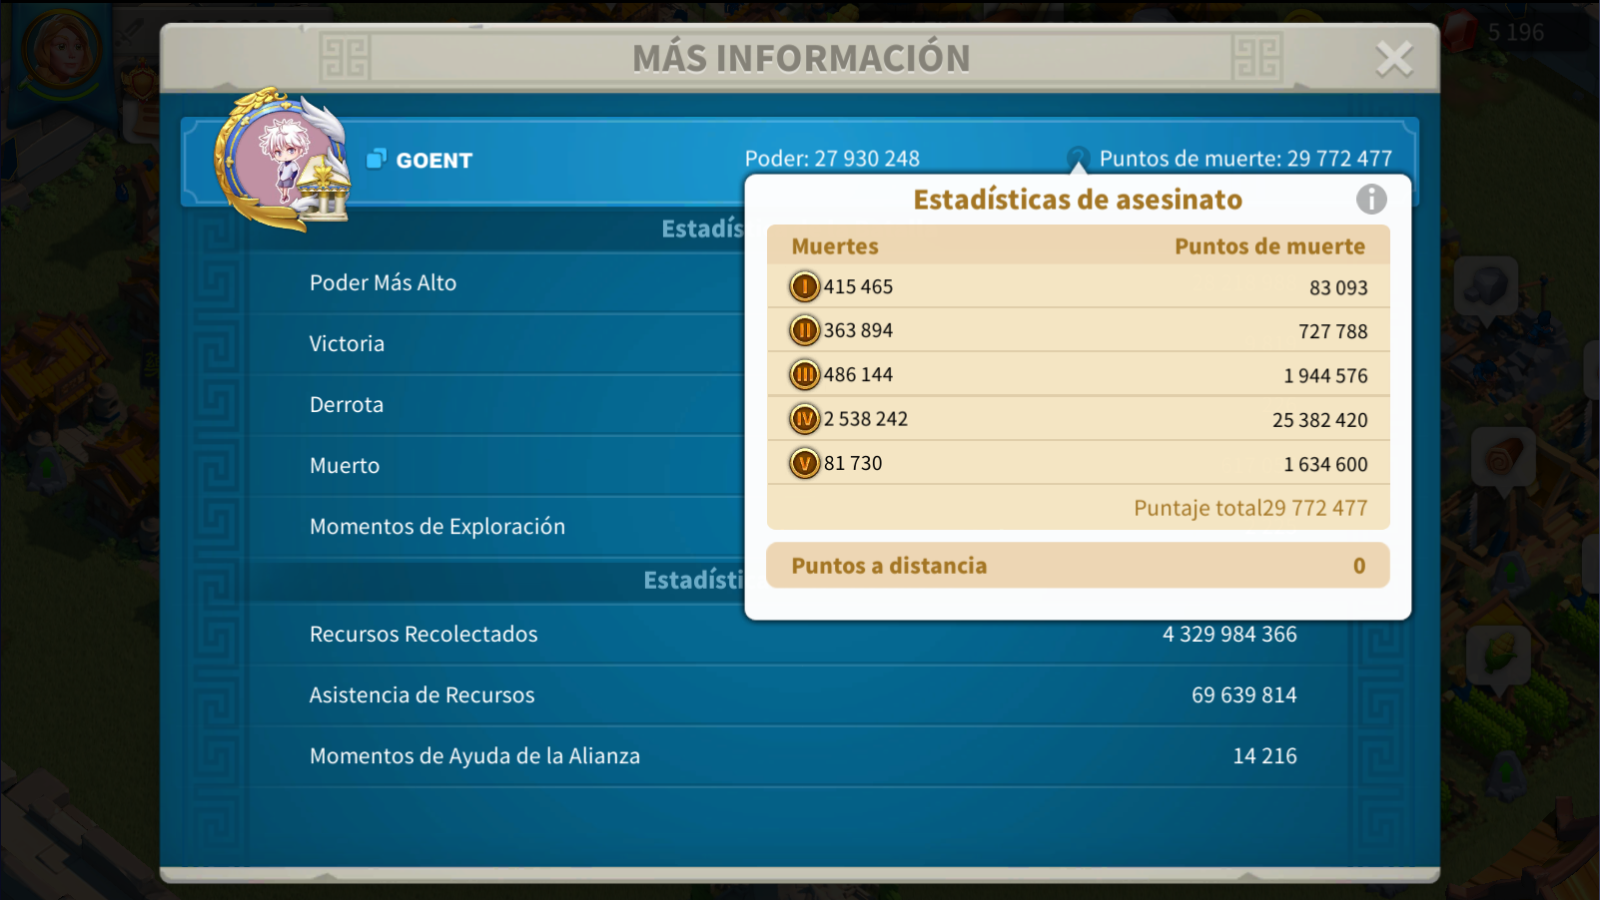 5 196
MÁS INFORMACIÓN
GOENT
Poder: 27 930 248
Puntos de muerte: 29 772 477
Estadísticas de asesinato
Muertes Puntos de muerte
I 415 465 83 093
II 363 894 727 788
III 486 144 1 944 576
IV 2 538 242 25 382 420
V 81 730 1 634 600
Puntaje total29 772 477
Puntos a distancia 0
Estadís
Poder Más Alto
Victoria
Derrota
Muerto
Momentos de Exploración
Estadísti
Recursos Recolectados 4 329 984 366
Asistencia de Recursos 69 639 814
Momentos de Ayuda de la Alianza 14 216